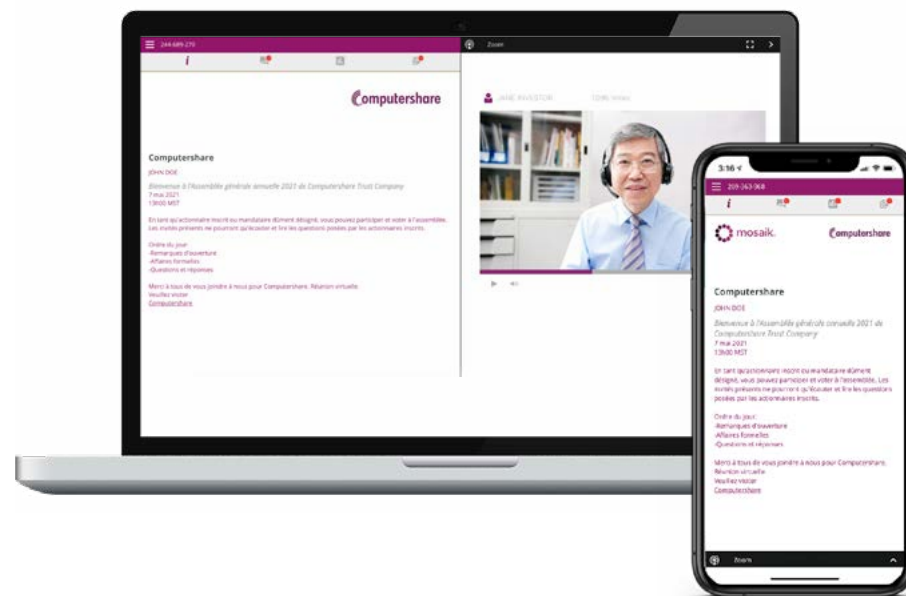 244-689-270
Zoom
Computershare
JANE INVESTOR
Computershare
JOHN DOE
Bienvenue à l'Assemblée générale annuelle 2021 de Computershare Trust Company
7 mai 2021
13h00 MST
En tant qu'actionnaire inscrit ou mandataire dûment désigné, vous pouvez participer et voter à l'assemblée.
Les invités présents ne pourront qu'écouter et lire les questions posées par les actionnaires inscrits.
Ordre du jour:
-Remarques d'ouverture
-Affaires formelles
-Questions et réponses
Merci à tous de vous joindre à nous pour Computershare. Réunion virtuelle.
Veuillez visiter
Computershare
3:16
269-363-968
mosaik.
Computershare
Computershare
JOHN DOE
Bienvenue à l'Assemblée générale annuelle 2021 de
Computershare Trust Company
7 mai 2021
13h00 MST
En tant qu'actionnaire inscrit ou mandataire dûment
désigné, vous pouvez participer et voter à l'assemblée. Les
invités présents ne pourront qu'écouter et lire les questions
posées par les actionnaires inscrits.
Ordre du jour:
-Remarques d'ouverture
-Affaires formelles
-Questions et réponses
Merci à tous de vous joindre à nous pour Computershare.
Réunion virtuelle
Veuillez visiter
Computershare
Zoom